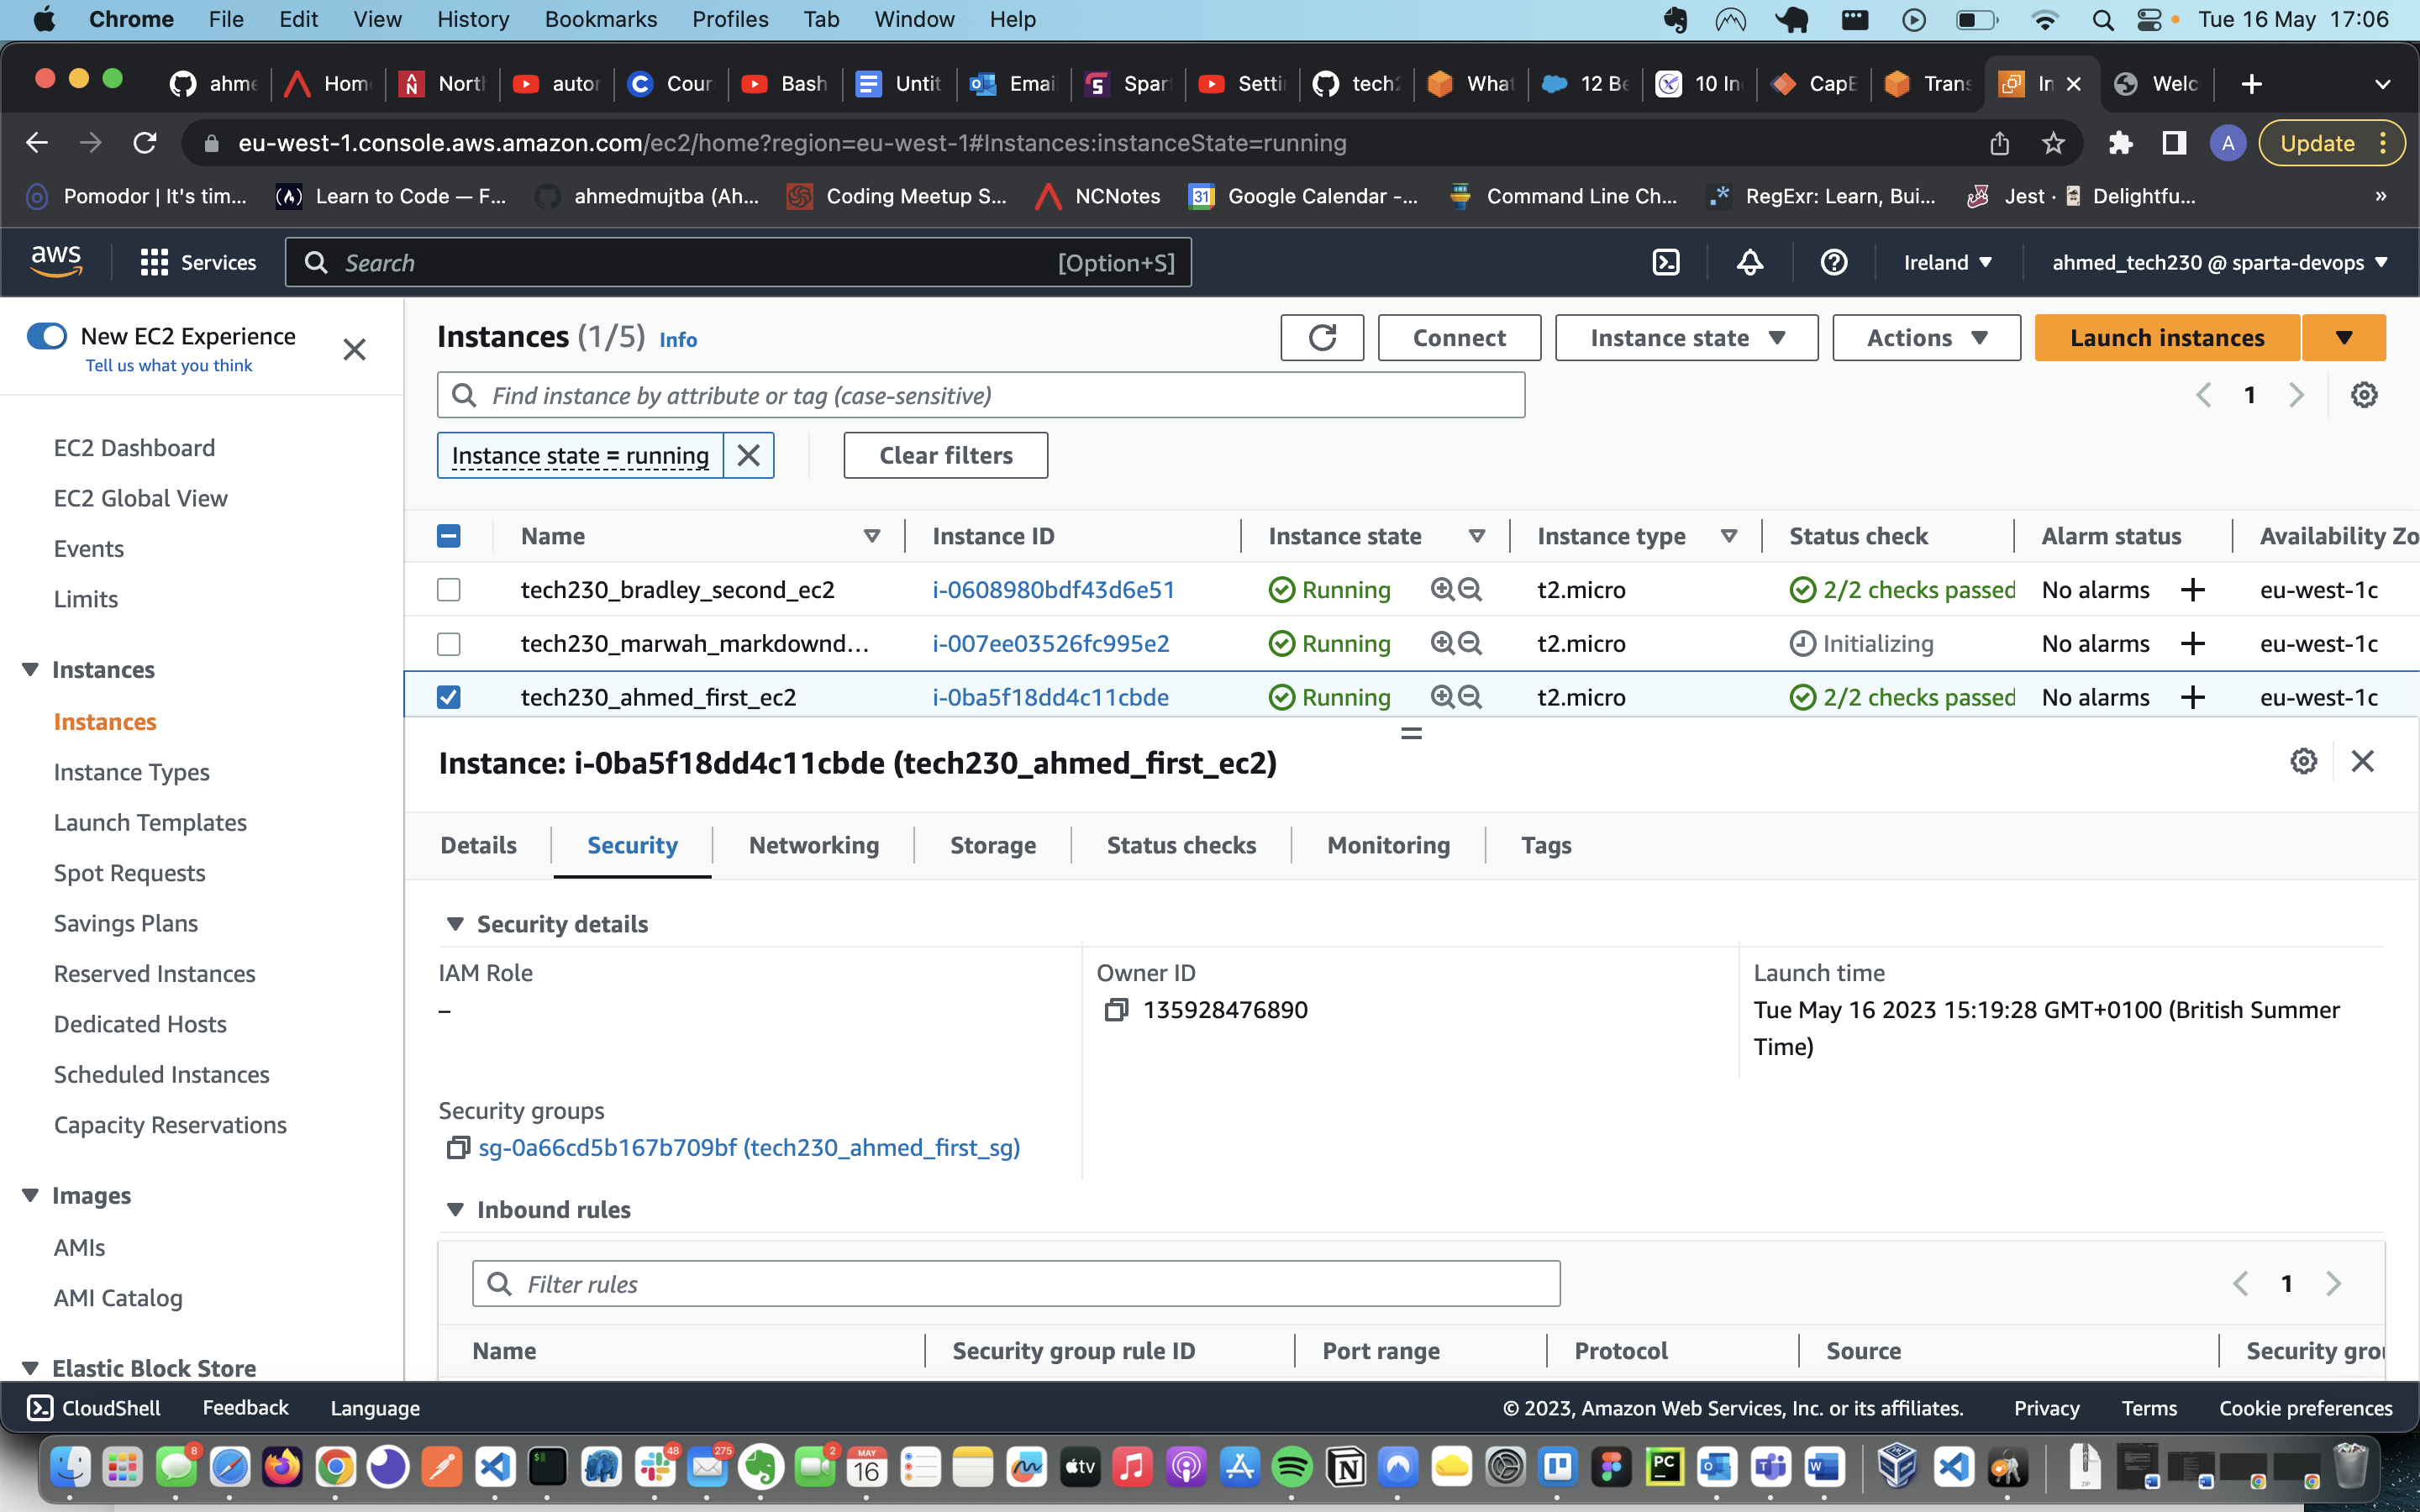 Chrome File Edit View History Bookmarks Profiles Tab Window Help Tue 16 May 17:06
ahme Hom Nort autor Cour Bash Untit Emai Spar Setti tech2 What 12 Be 10 In CapE Trans In Welc
eu-west-1.console.aws.amazon.com/ec2/home?region=eu-west-1#Instances:instanceState=running A Update
Pomodor | It's tim... Learn to Code — F... ahmedmujtba (Ah... Coding Meetup S... NCNotes 31 Google Calendar -... Command Line Ch... RegExr: Learn, Bui... Jest · Delightfu... »
aws Services Search [Option+S] Ireland ahmed_tech230 @ sparta-devops
New EC2 Experience
Tell us what you think
EC2 Dashboard
EC2 Global View
Events
Limits
Instances
Instances
Instance Types
Launch Templates
Spot Requests
Savings Plans
Reserved Instances
Dedicated Hosts
Scheduled Instances
Capacity Reservations
Images
AMIs
AMI Catalog
Elastic Block Store
Instances (1/5) Info Connect Instance state Actions Launch instances
Find instance by attribute or tag (case-sensitive) 1
Instance state = running Clear filters
Name Instance ID Instance state Instance type Status check Alarm status Availability Zo
tech230_bradley_second_ec2 i-0608980bdf43d6e51 Running t2.micro 2/2 checks passed No alarms + eu-west-1c
tech230_marwah_markdownd... i-007ee03526fc995e2 Running t2.micro Initializing No alarms + eu-west-1c
tech230_ahmed_first_ec2 i-0ba5f18dd4c11cbde Running t2.micro 2/2 checks passed No alarms + eu-west-1c
Instance: i-0ba5f18dd4c11cbde (tech230_ahmed_first_ec2)
Details Security Networking Storage Status checks Monitoring Tags
Security details
IAM Role
–
Owner ID
135928476890
Launch time
Tue May 16 2023 15:19:28 GMT+0100 (British Summer
Time)
Security groups
sg-0a66cd5b167b709bf (tech230_ahmed_first_sg)
Inbound rules
Filter rules 1
Name Security group rule ID Port range Protocol Source Security grou
CloudShell Feedback Language © 2023, Amazon Web Services, Inc. or its affiliates. Privacy Terms Cookie preferences
8 48 275 2 MAY 16 tv PC